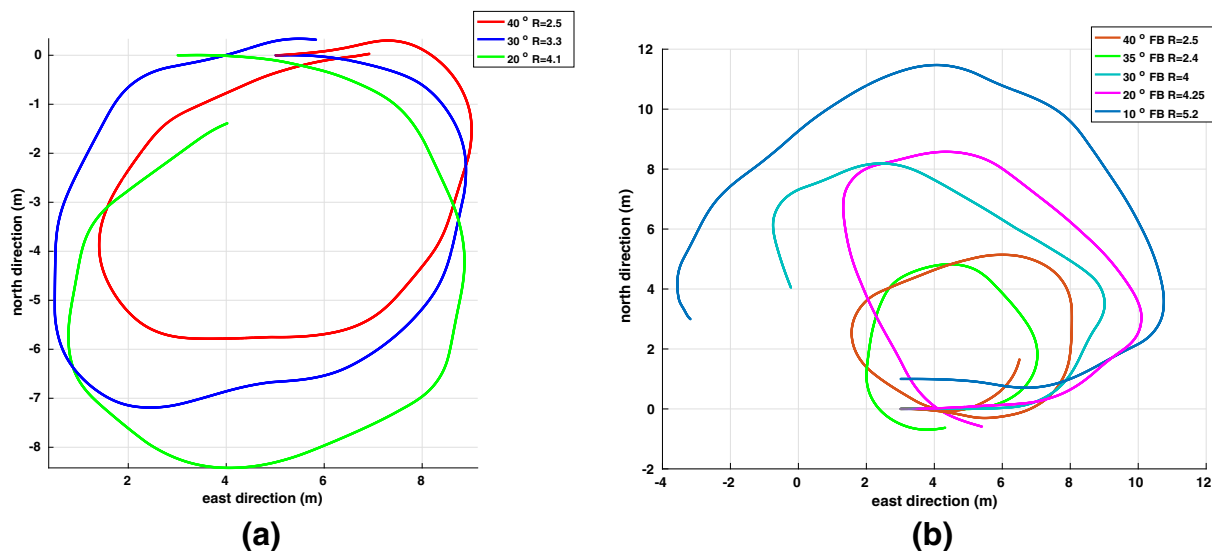 40 ° R=2.5
30 ° R=3.3
20 ° R=4.1
0
-1
-2
-3
-4
-5
-6
-7
-8
north direction (m)
2 4 6 8
east direction (m)
(a)
40 ° FB R=2.5
35 ° FB R=2.4
30 ° FB R=4
20 ° FB R=4.25
10 ° FB R=5.2
12
10
8
6
4
2
0
-2
north direction (m)
-4 -2 0 2 4 6 8 10 12
east direction (m)
(b)